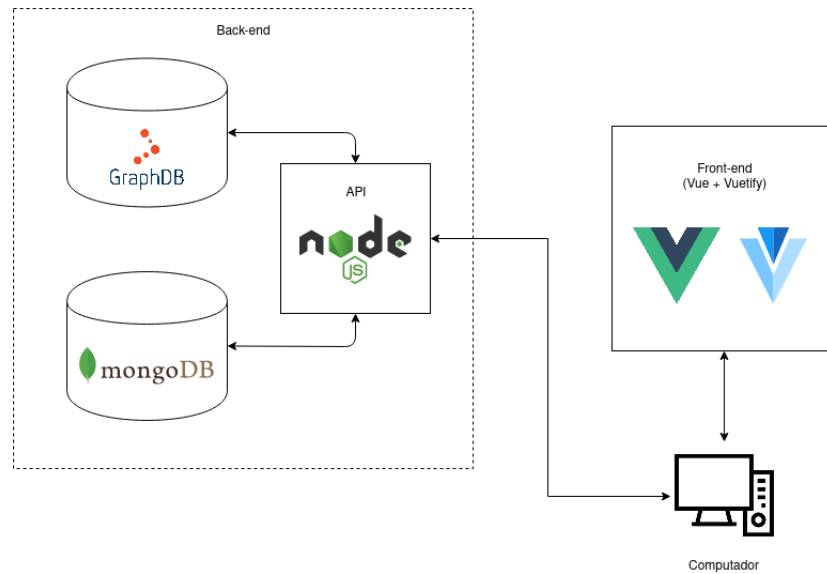 Back-end
GraphDB
API
node
JS
mongoDB
Front-end
(Vue + Vuetify)
Computador